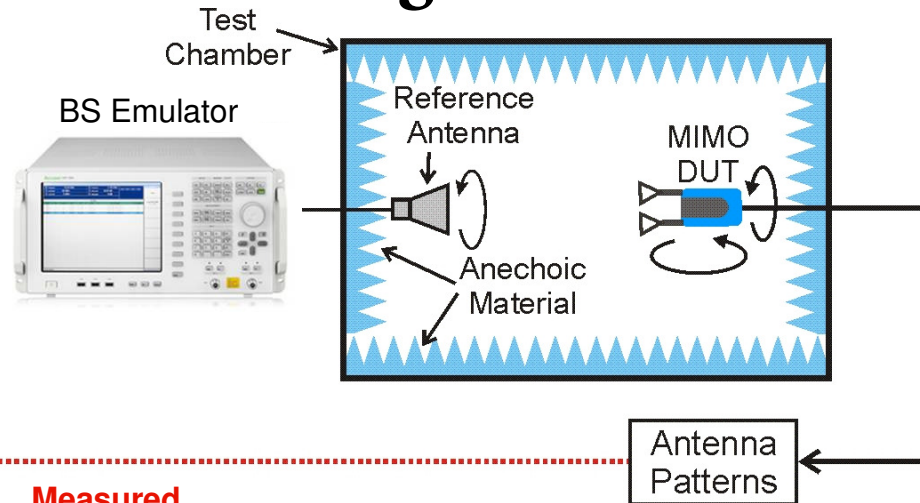 Test
Chamber
BS Emulator
Reference
Antenna
MIMO
DUT
Anechoic
Material
Antenna
Patterns
Measured